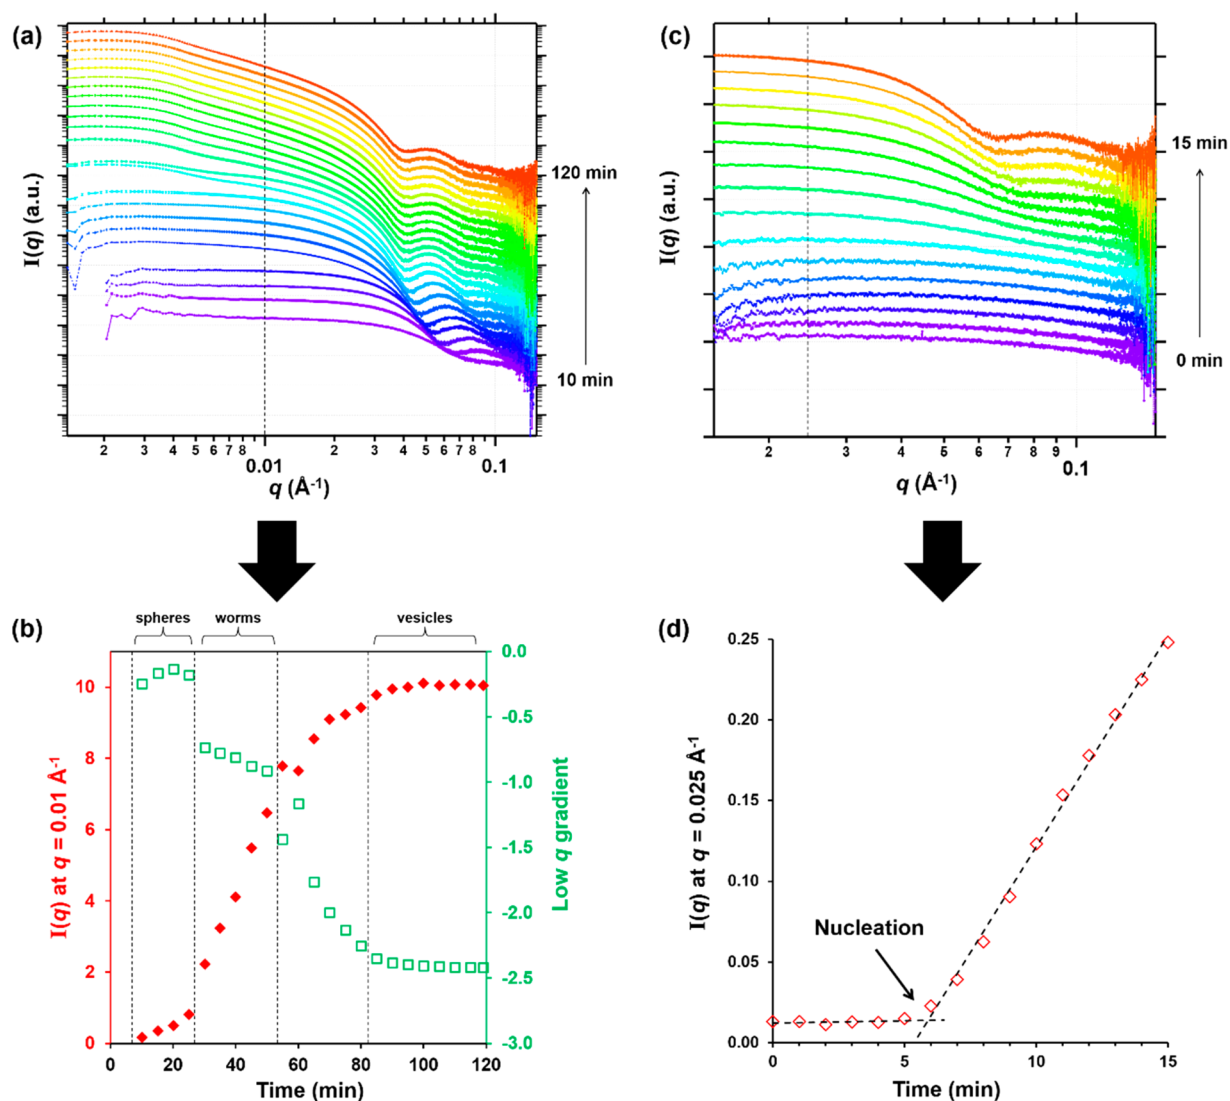 (a)
I(q) (a.u.)
120 min
10 min
2 3 4 5 6 7 8 0.01 2 3 4 5 6 7 8 0.1
q (Å-1)
(c)
I(q) (a.u.)
15 min
0 min
2 3 4 5 6 7 8 9 0.1
q (Å-1)
(b)
spheres worms vesicles
I(q) at q = 0.01 Å-1
10
8
6
4
2
0
0.0
-0.5
-1.0
-1.5
-2.0
-2.5
-3.0
Low q gradient
0 20 40 60 80 100 120
Time (min)
(d)
I(q) at q = 0.025 Å-1
0.25
0.20
0.15
0.10
0.05
0.00
Nucleation
0 5 10 15
Time (min)